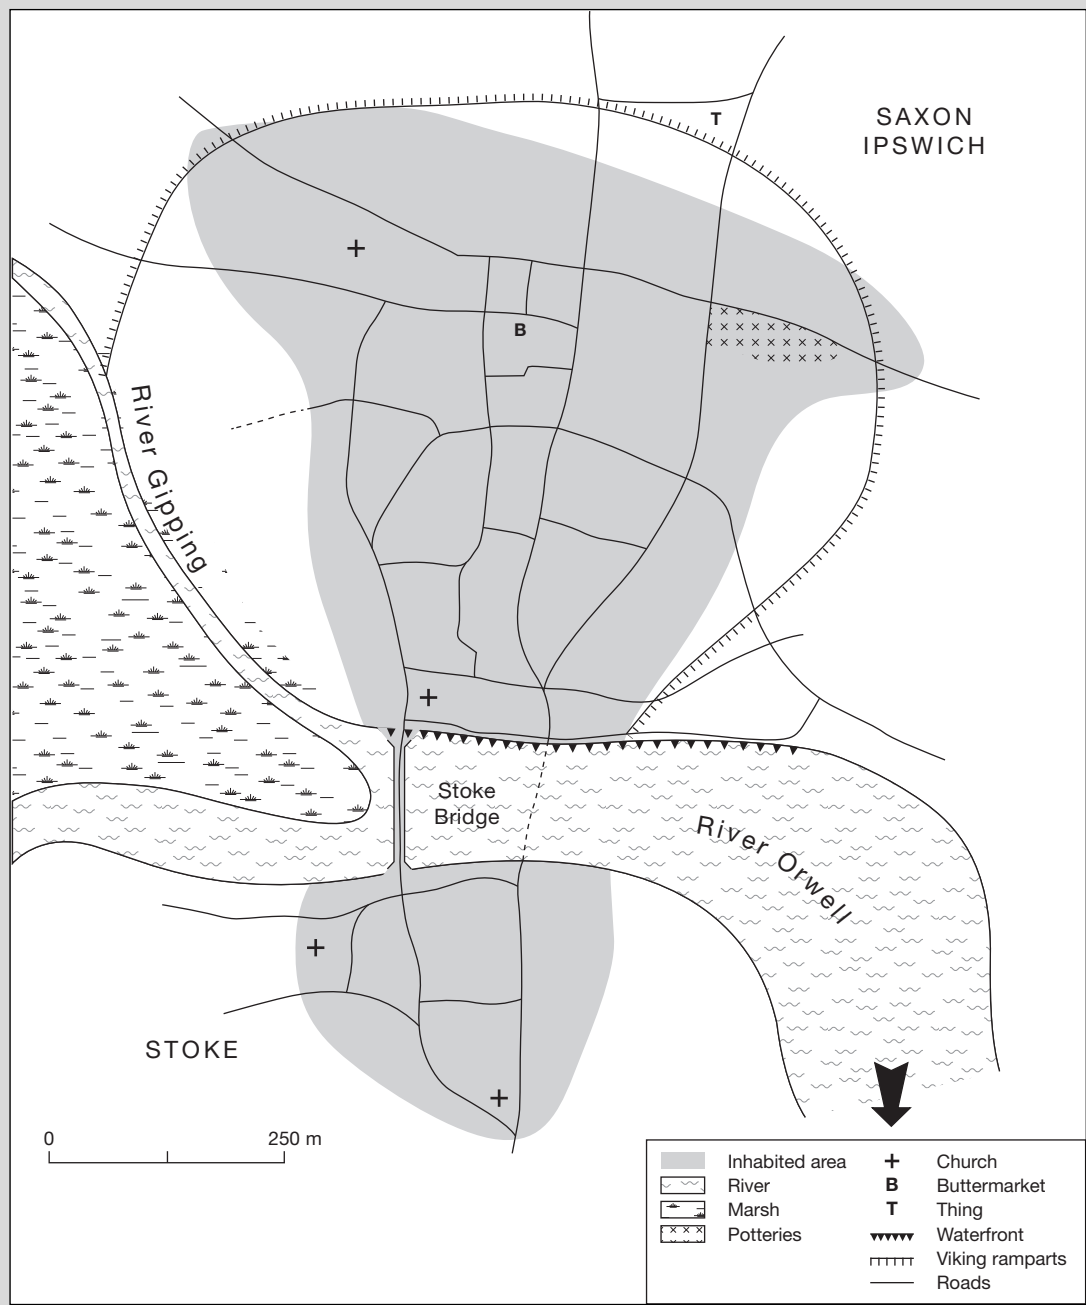 T
SAXON
IPSWICH
B
River Gipping
Stoke
Bridge
River Orwell
STOKE
0 250 m
Inhabited area
River
Marsh
Potteries
Church
B Buttermarket
T Thing
Waterfront
Viking ramparts
Roads